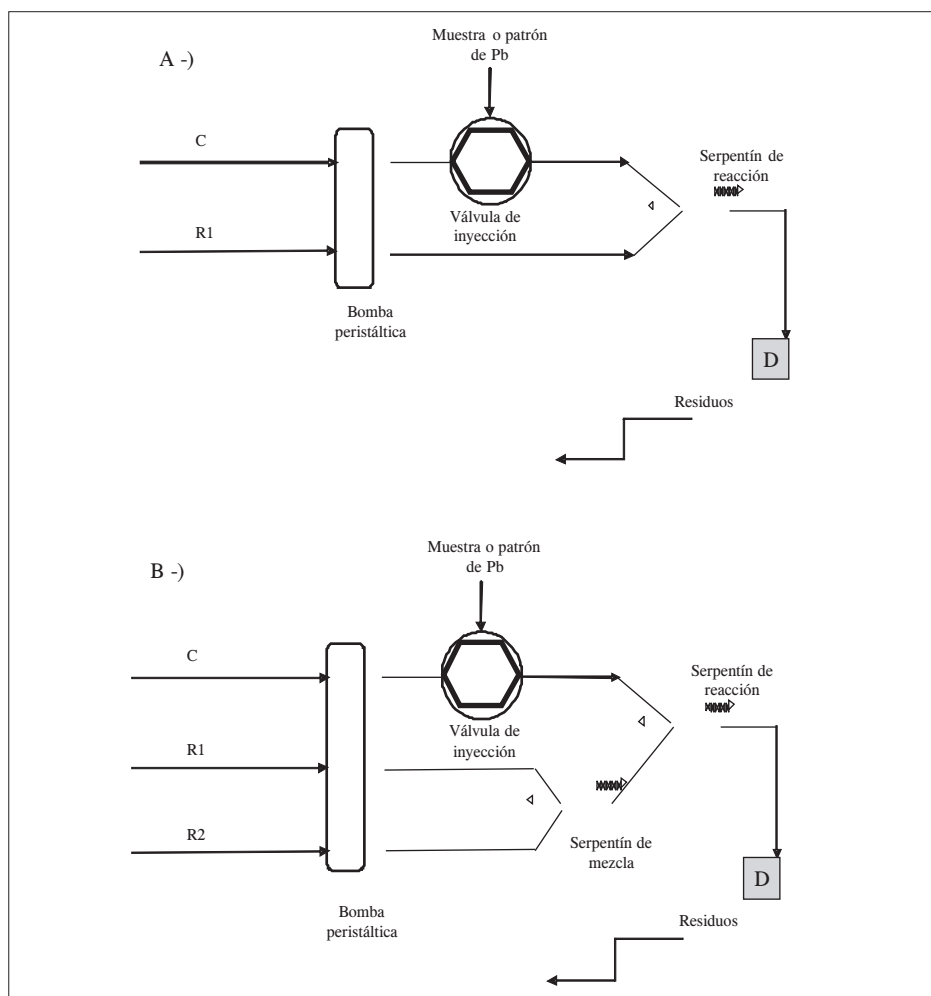 Muestra o patrón
de Pb
A -)
C
Serpentín de
reacción
R1
Válvula de
inyección
Bomba
peristáltica
D
Residuos
Muestra o patrón
de Pb
B -)
C
Serpentín de
reacción
R1
Válvula de
inyección
R2
Serpentín de
mezcla
D
Bomba
peristáltica
Residuos